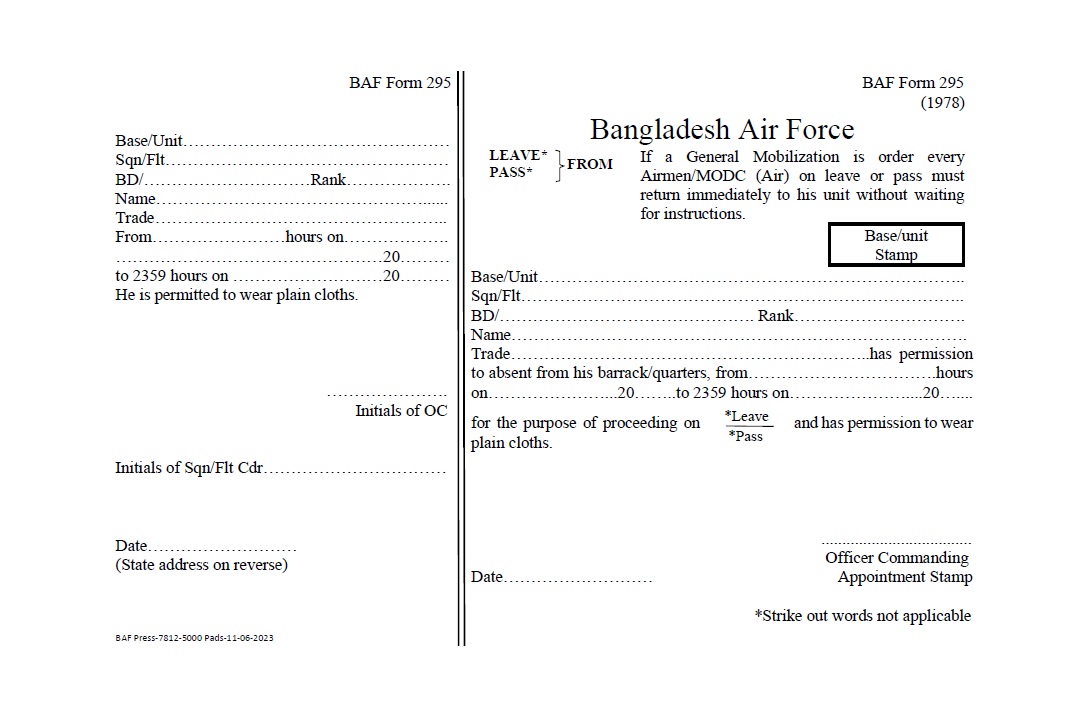 BAF Form 295
Base/Unit……………………………………………
Sqn/Flt………………………………………………
BD/…………………………Rank…………………
Name……………………………………………......
Trade………………………………………………..
From……………………hours on…………………
………………………………………………20………
to 2359 hours on ………………………20………
He is permitted to wear plain cloths.
…………………..
Initials of OC
Initials of Sqn/Flt Cdr……………………………
Date………………………
(State address on reverse)
BAF Press-7812-5000 Pads-11-06-2023
BAF Form 295
(1978)
Bangladesh Air Force
LEAVE*
PASS*
FROM
If a General Mobilization is order every
Airmen/MODC (Air) on leave or pass must
return immediately to his unit without waiting
for instructions.
Base/unit
Stamp
Base/Unit…………………………………………………………………..
Sqn/Flt……………………………………………………………………..
BD/………………………………………. Rank………………………….
Name……………………………………………………………………….
Trade………………………………………………………..has permission
to absent from his barrack/quarters, from…………………………….hours
on…………………...20……..to 2359 hours on…………………...20…...
for the purpose of proceeding on *Leave and has permission to wear
*Pass
plain cloths.
....................................
Officer Commanding
Date……………………… Appointment Stamp
*Strike out words not applicable